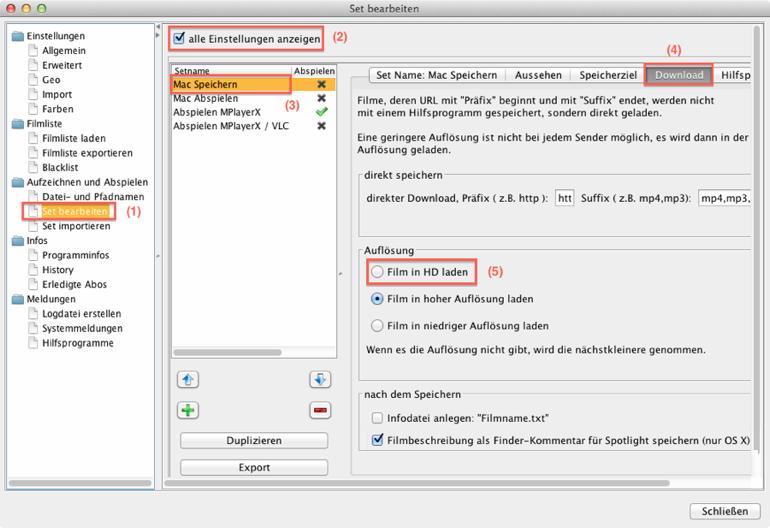 Set bearbeiten
Einstellungen
Allgemein
Erweitert
Geo
Import
Farben
Filmliste
Filmliste laden
Filmliste exportieren
Blacklist
Aufzeichnen und Abspielen
Datei- und Pfadnamen
Set bearbeiten (1)
Set importieren
Infos
Programminfos
History
Erledigte Abos
Meldungen
Logdatei erstellen
Systemmeldungen
Hilfsprogramme
alle Einstellungen anzeigen (2)
Setname Abspielen
Mac Speichern
(3)
Mac Abspielen
Abspielen MPlayerX
Abspielen MPlayerX / VLC
Duplizieren
Export
(4)
Set Name: Mac Speichern Aussehen Speicherziel Download Hilfsp
Filme, deren URL mit "Präfix" beginnt und mit "Suffix" endet, werden nicht
mit einem Hilfsprogramm gespeichert, sondern direkt geladen.
Eine geringere Auflösung ist nicht bei jedem Sender möglich, es wird dann in der
Auflösung geladen.
direkt speichern
direkter Download, Präfix ( z.B. http ): htt Suffix ( z.B. mp4,mp3): mp4,mp3,
Auflösung
Film in HD laden (5)
Film in hoher Auflösung laden
Film in niedriger Auflösung laden
Wenn es die Auflösung nicht gibt, wird die nächstkleinere genommen.
nach dem Speichern
Infodatei anlegen: "Filmname.txt"
Filmbeschreibung als Finder-Kommentar für Spotlight speichern (nur OS X)
Schließen